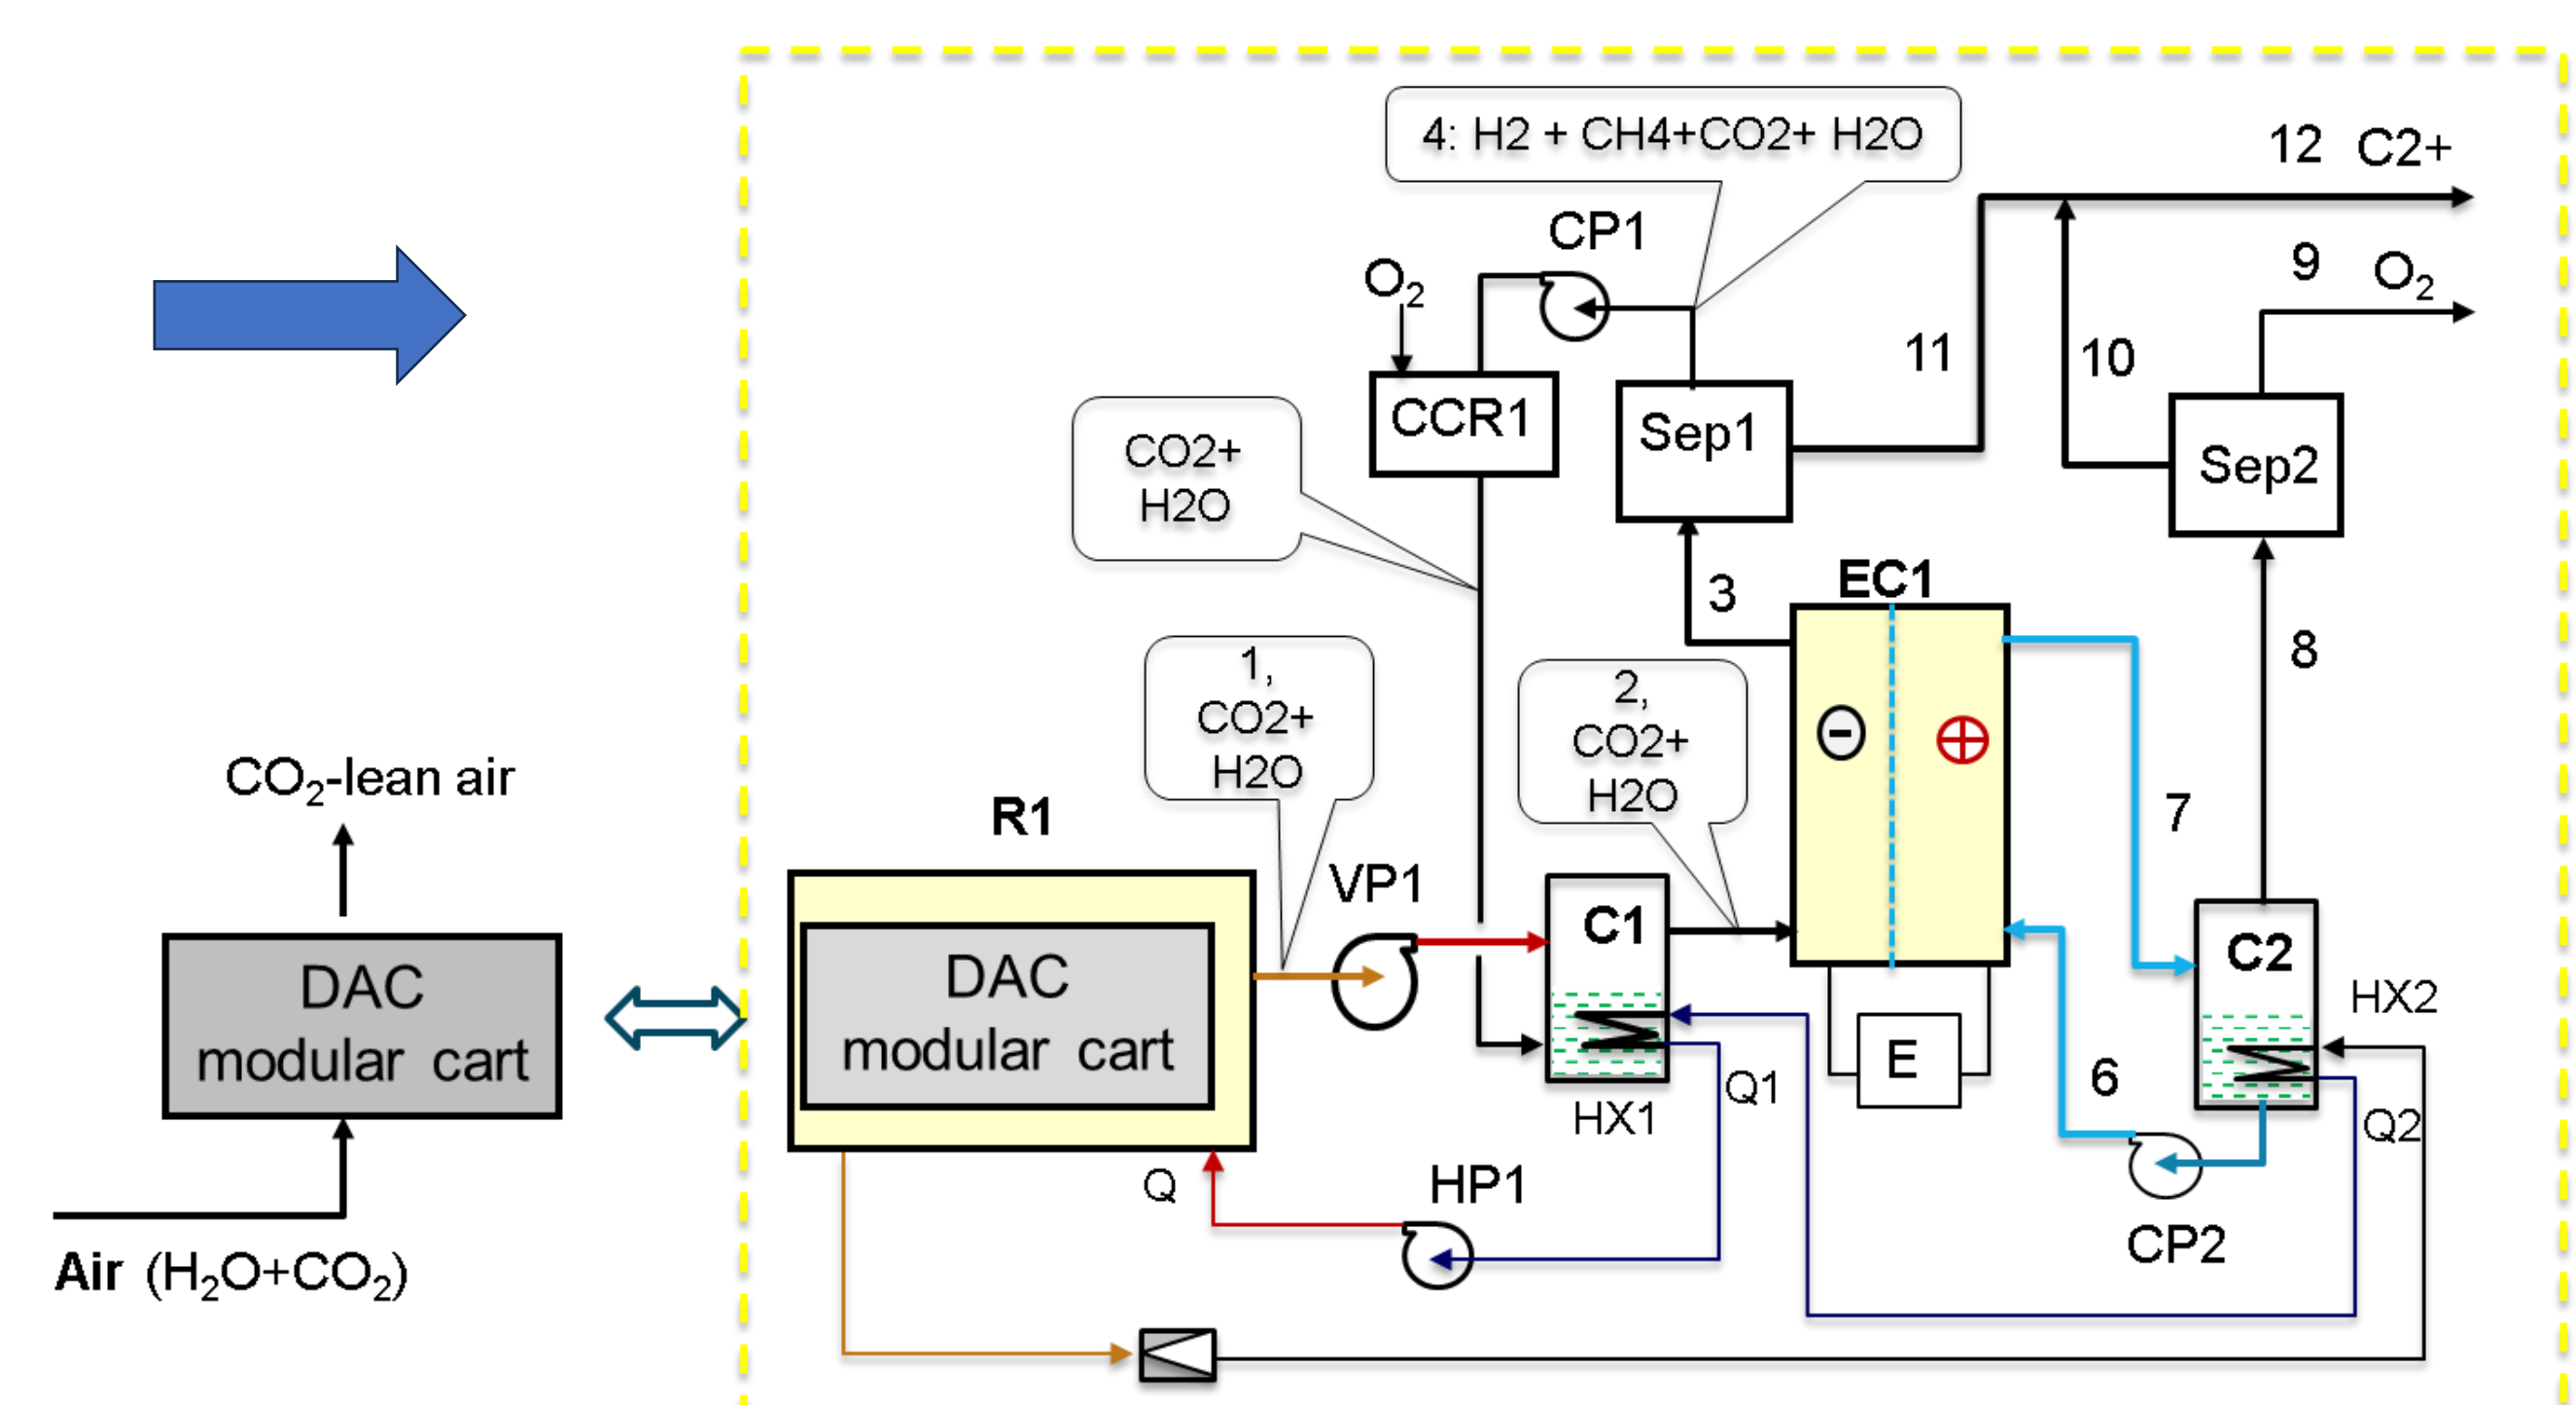 4: H2 + CH4+CO2+ H2O
12 C2+
CP1
9 O₂
O₂
11
10
CCR1
Sep1
Sep2
CO2+
H2O
3
EC1
8
1,
CO2+
H2O
2,
CO2+
H2O
-
+
CO₂-lean air
R1
7
VP1
C1
C2
DAC
modular cart
DAC
modular cart
HX2
E
6
Q1
HX1
Q2
Q
HP1
CP2
Air (H₂O+CO₂)